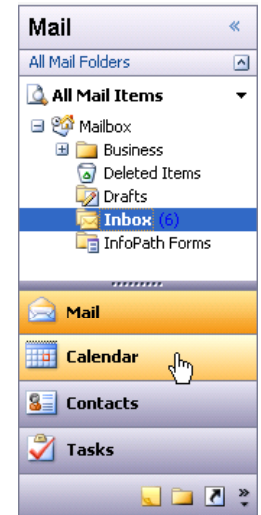 Mail
All Mail Folders
All Mail Items
Mailbox
Business
Deleted Items
Drafts
Inbox (6)
InfoPath Forms
Mail
Calendar
Contacts
Tasks